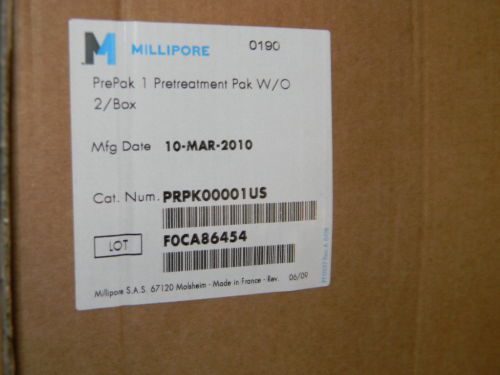 M MILLIPORE 0190
PrePak 1 Pretreatment Pak W/O
2/Box
Mfg Date 10-MAR-2010
Cat. Num. PRPK00001US
LOT F0CA86454
Millipore S.A.S. 67120 Molsheim - Made in France - Rev. 06/09